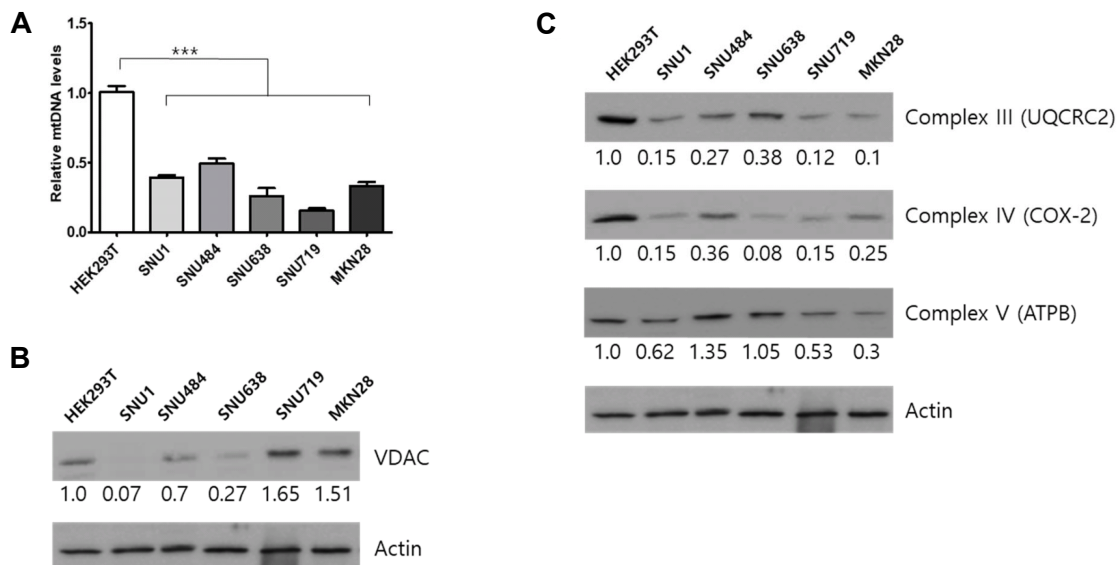 A
Relative mtDNA levels
1.5
1.0
0.5
0.0
***
HEK293T
SNU1
SNU484
SNU638
SNU719
MKN28
B
HEK293T
SNU1
SNU484
SNU638
SNU719
MKN28
VDAC
1.0 0.07 0.7 0.27 1.65 1.51
Actin
C
HEK293T
SNU1
SNU484
SNU638
SNU719
MKN28
Complex III (UQCRC2)
1.0 0.15 0.27 0.38 0.12 0.1
Complex IV (COX-2)
1.0 0.15 0.36 0.08 0.15 0.25
Complex V (ATPB)
1.0 0.62 1.35 1.05 0.53 0.3
Actin